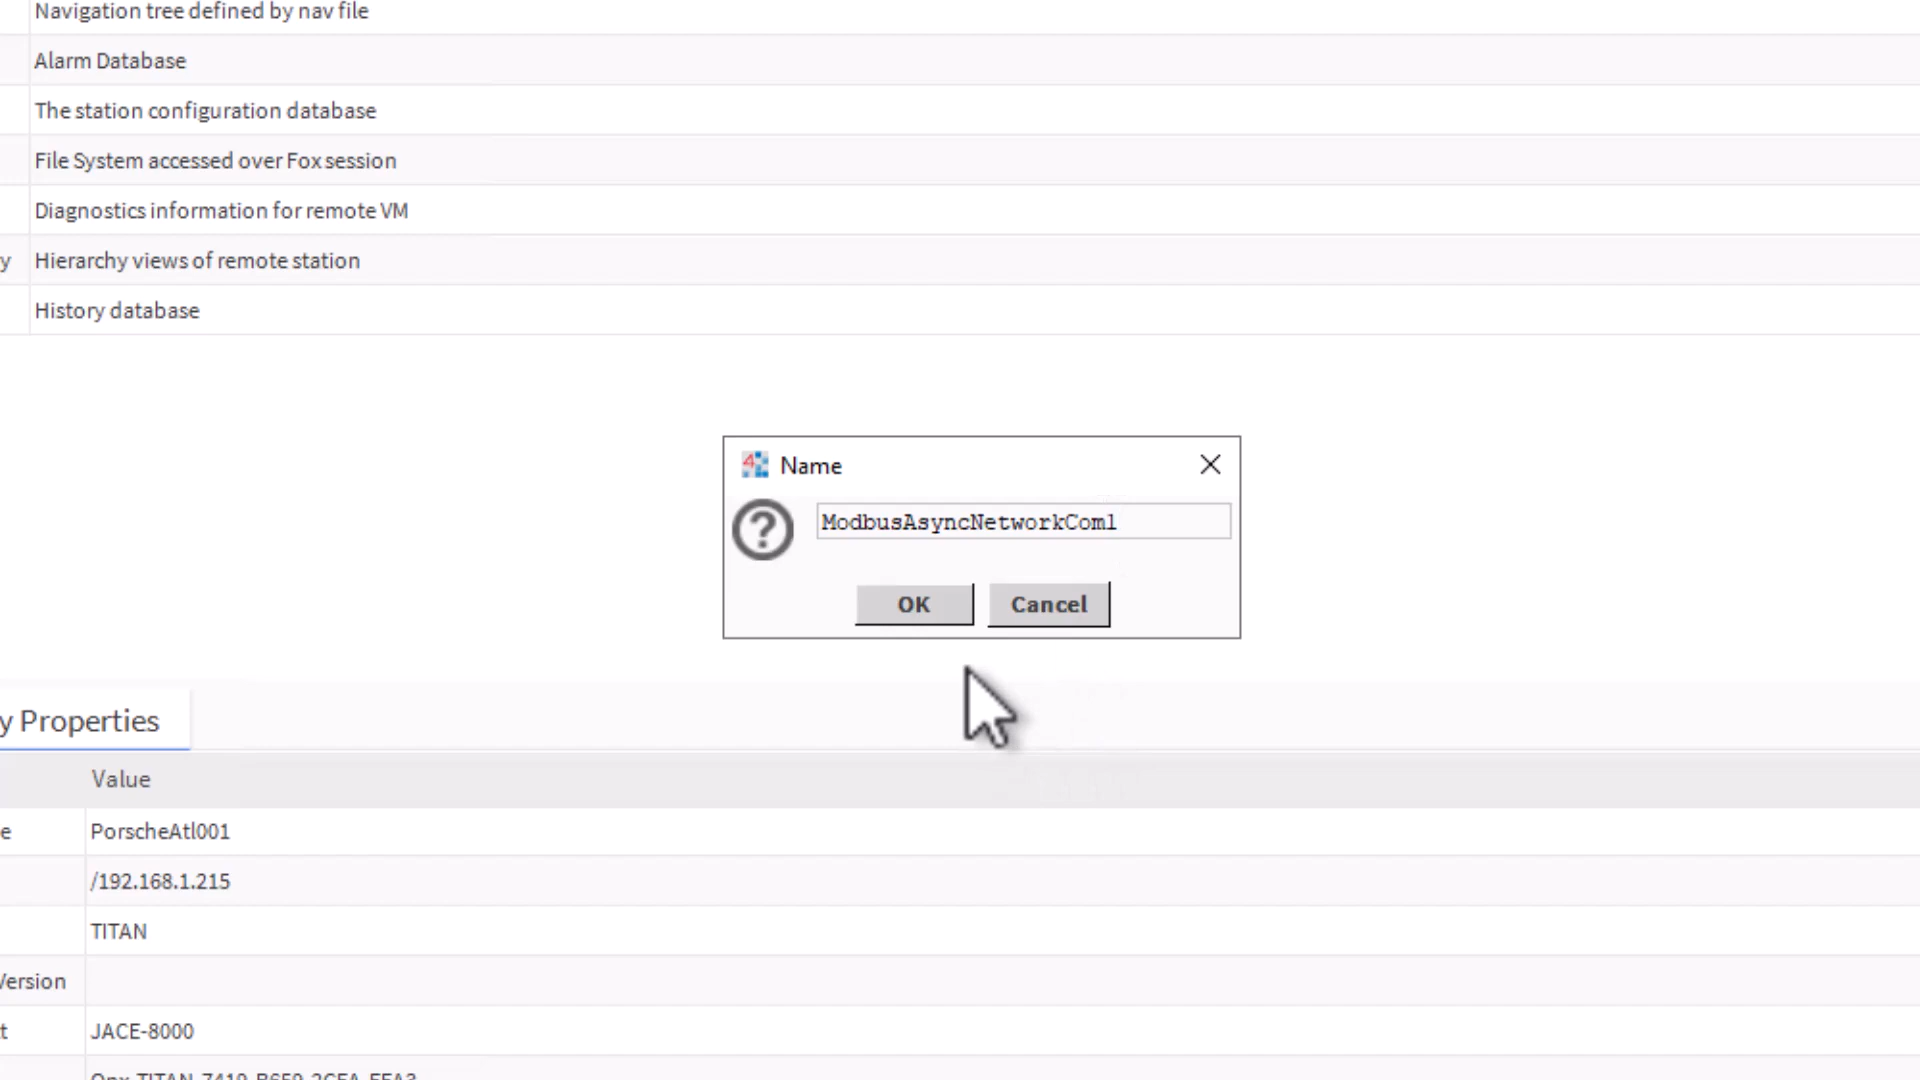 Navigation tree defined by nav file
Alarm Database
The station configuration database
File System accessed over Fox session
Diagnostics information for remote VM
y Hierarchy views of remote station
History database
Name
ModbusAsyncNetworkCom1
OK Cancel
y Properties
Value
e PorscheAtl001
/192.168.1.215
TITAN
Version
t JACE-8000